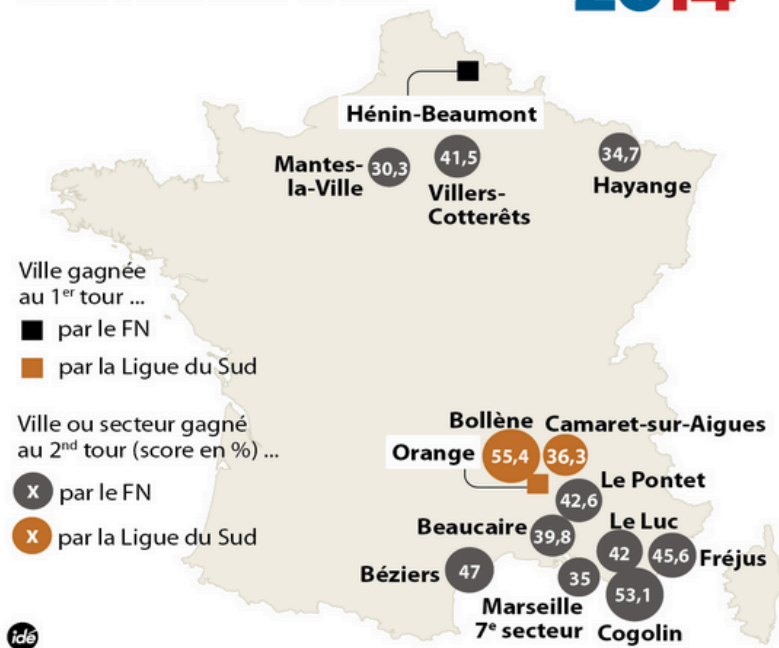 2014
Hénin-Beaumont
Mantes-
la-Ville
30,3
41,5
Villers-
Cotterêts
34,7
Hayange
Ville gagnée
au 1er tour ...
par le FN
par la Ligue du Sud
Ville ou secteur gagné
au 2nd tour (score en %) ...
X par le FN
X par la Ligue du Sud
Bollène
55,4
Camaret-sur-Aigues
36,3
Orange
Le Pontet
42,6
Beaucaire
39,8
Le Luc
42
45,6
Fréjus
Béziers
47
35
Marseille
7e secteur
53,1
Cogolin
idé